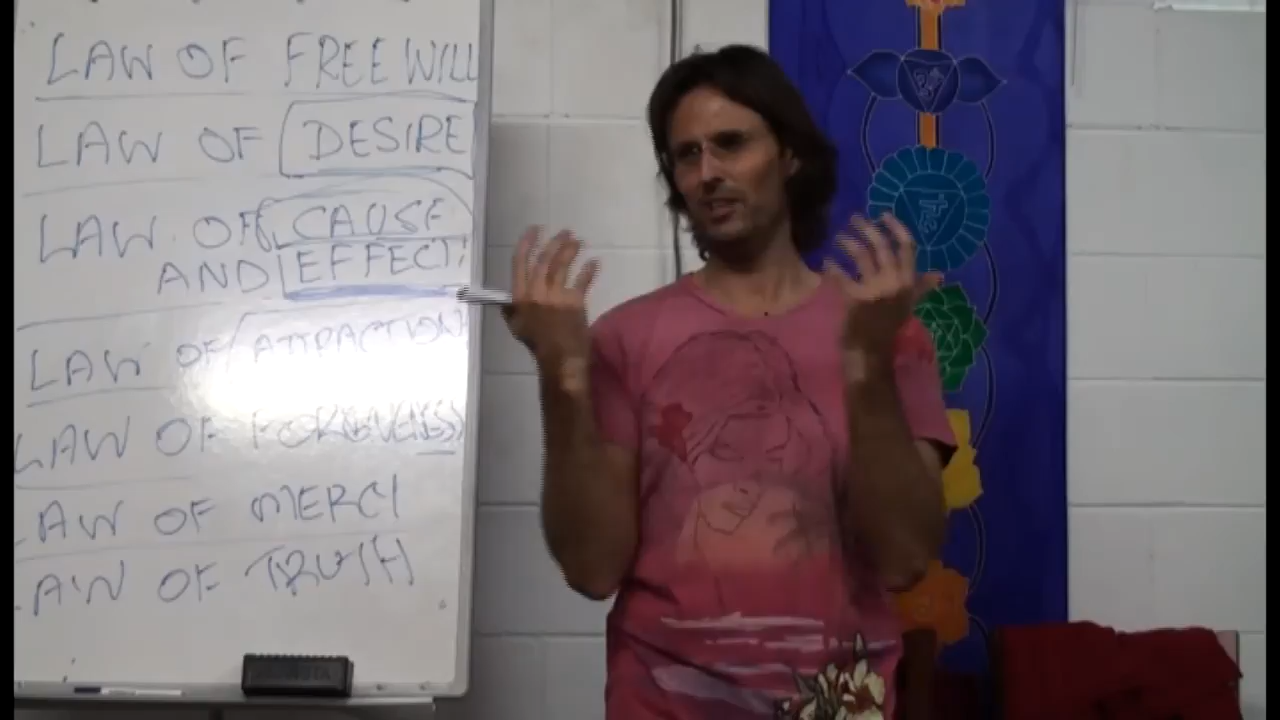 LAW OF FREE WILL
LAW OF DESIRE
LAW OF CAUSE
AND EFFECT
LAW OF ATTRACTION
LAW OF FORGIVENESS
LAW OF MERCI
LAW OF TRUTH